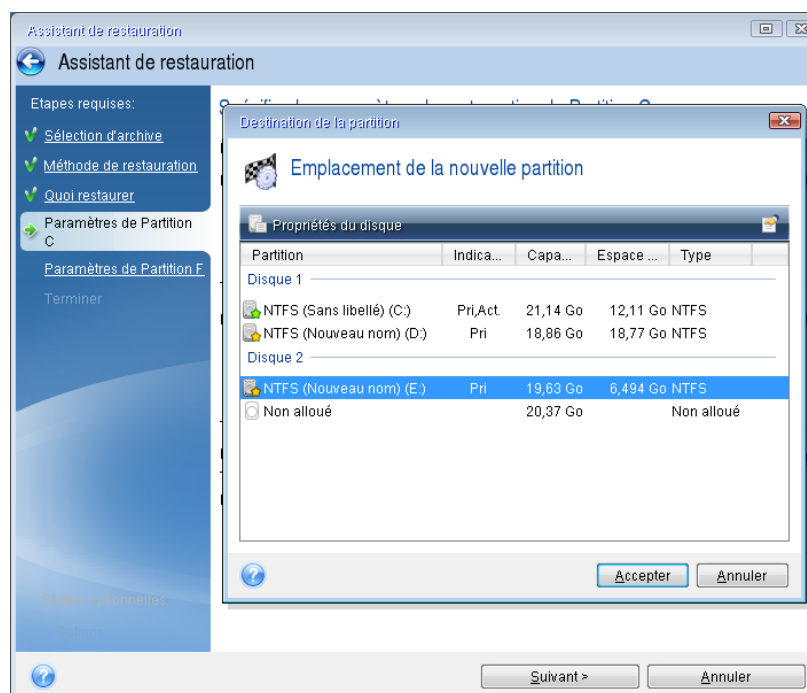 Assistant de restauration
Assistant de restauration
Etapes requises:
Sélection d'archive
Méthode de restauration
Quoi restaurer
Paramètres de Partition
C
Paramètres de Partition F
Terminer
Destination de la partition
Emplacement de la nouvelle partition
Propriétés du disque
Partition Indica... Capa... Espace ... Type
Disque 1
NTFS (Sans libellé) (C:) Pri,Act. 21,14 Go 12,11 Go NTFS
NTFS (Nouveau nom) (D:) Pri 18,86 Go 18,77 Go NTFS
Disque 2
NTFS (Nouveau nom) (E:) Pri 19,63 Go 6,494 Go NTFS
Non alloué 20,37 Go Non alloué
Accepter Annuler
Suivant > Annuler